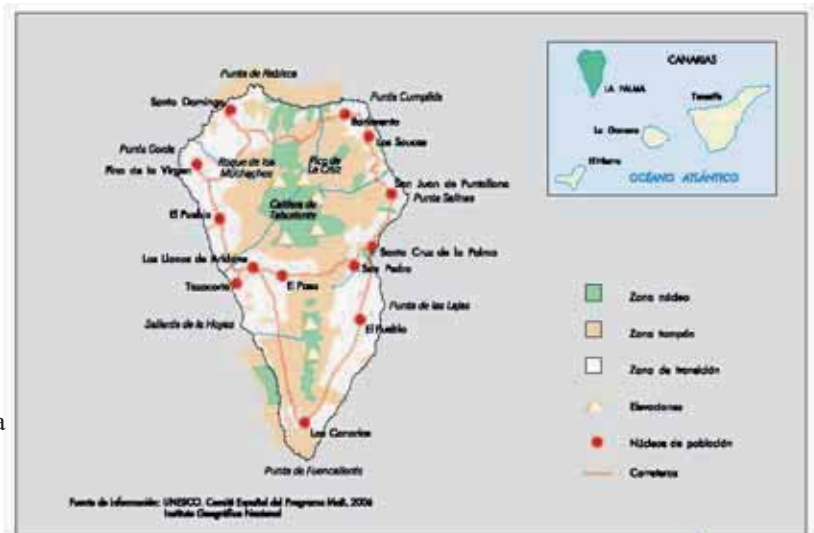 Punta de
Santo Domingo
Punta Cumplida
Barlovento
Los Sauces
Punta Gorda
Pino de la Virgen
Roque de los
Muchachos
Pico de
La Cruz
San Juan de Puntallana
Punta Salinas
Caldera de
Taburiente
El Pueblo
Santa Cruz de la Palma
Los Llanos de Aridane
San Pedro
El Paso
Tazacorte
Punta de las Lajas
El Pueblo
Los Canarios
Punta de Fuencaliente
CANARIAS
LA PALMA
Tenerife
La Gomera
El Hierro
OCÉANO ATLÁNTICO
Zona núcleo
Zona tampón
Zona de transición
Elevaciones
Núcleos de población
Carreteras
a
Fuente de información: UNESCO. Comité Español del Programa MaB, 2006
Instituto Geográfico Nacional